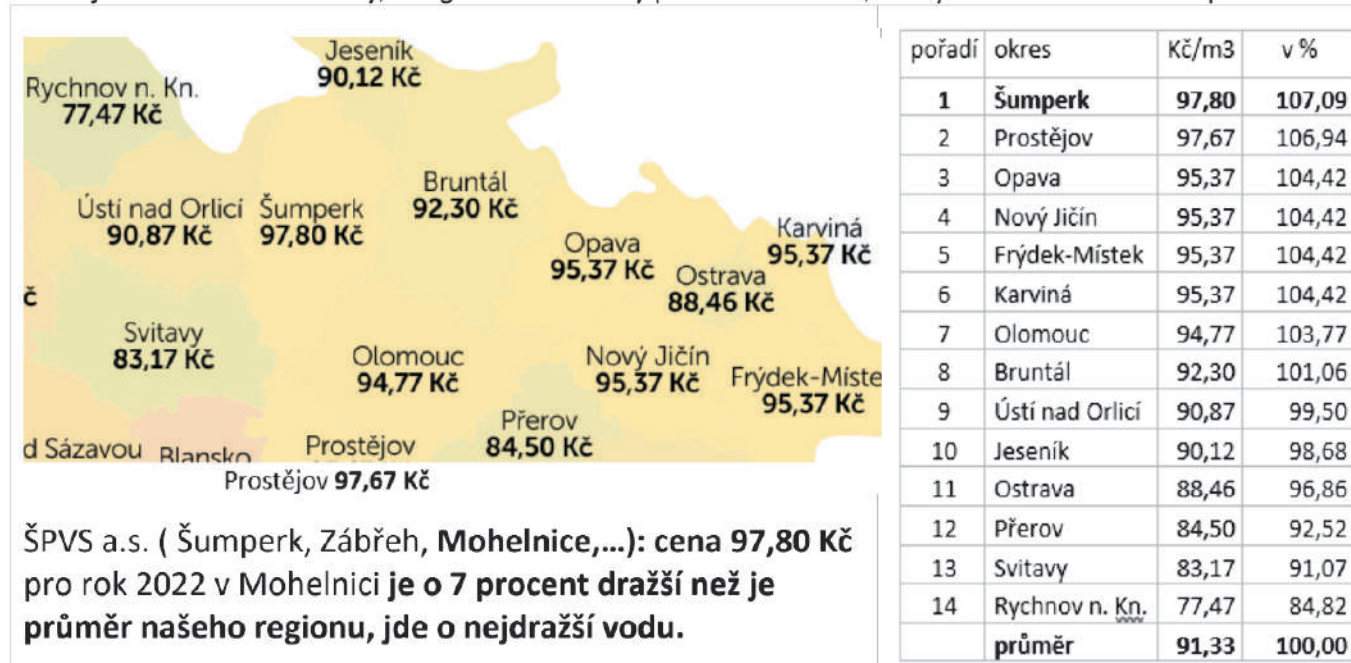 Jeseník
90,12 Kč
Rychnov n. Kn.
77,47 Kč
Bruntál
92,30 Kč
Ústí nad Orlicí
90,87 Kč
Šumperk
97,80 Kč
Karviná
95,37 Kč
Opava
95,37 Kč
Ostrava
88,46 Kč
č
Svitavy
83,17 Kč
Olomouc
94,77 Kč
Nový Jičín
95,37 Kč
Frýdek-Míste
95,37 Kč
Přerov
84,50 Kč
d Sázavou
Blansko
Prostějov
Prostějov 97,67 Kč
ŠPVS a.s. ( Šumperk, Zábřeh, Mohelnice,...): cena 97,80 Kč
pro rok 2022 v Mohelnici je o 7 procent dražší než je
průměr našeho regionu, jde o nejdražší vodu.
pořadí okres Kč/m3 v %
1 Šumperk 97,80 107,09
2 Prostějov 97,67 106,94
3 Opava 95,37 104,42
4 Nový Jičín 95,37 104,42
5 Frýdek-Místek 95,37 104,42
6 Karviná 95,37 104,42
7 Olomouc 94,77 103,77
8 Bruntál 92,30 101,06
9 Ústí nad Orlicí 90,87 99,50
10 Jeseník 90,12 98,68
11 Ostrava 88,46 96,86
12 Přerov 84,50 92,52
13 Svitavy 83,17 91,07
14 Rychnov n. Kn. 77,47 84,82
průměr 91,33 100,00